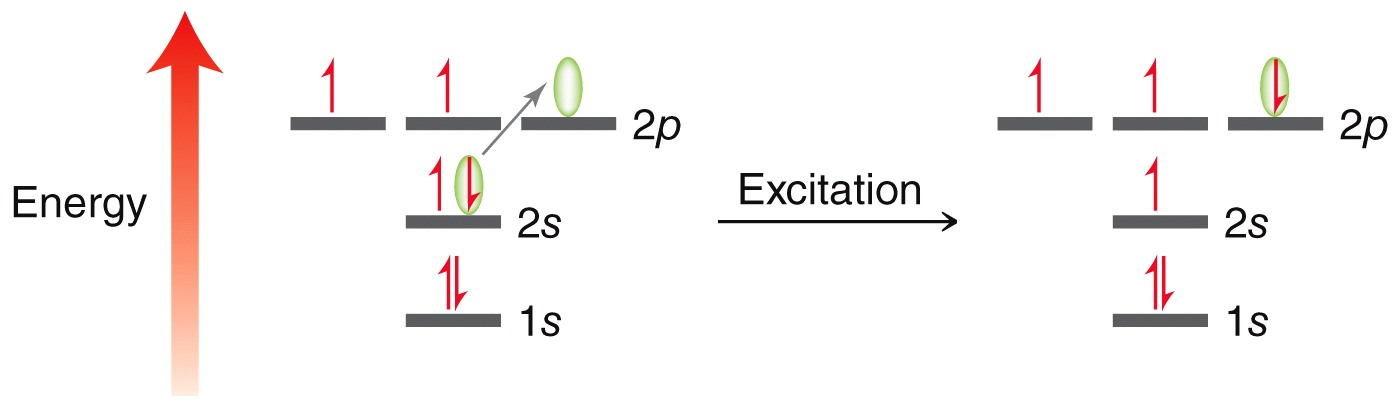 2p
2p
Energy
Excitation
2s
2s
1s
1s